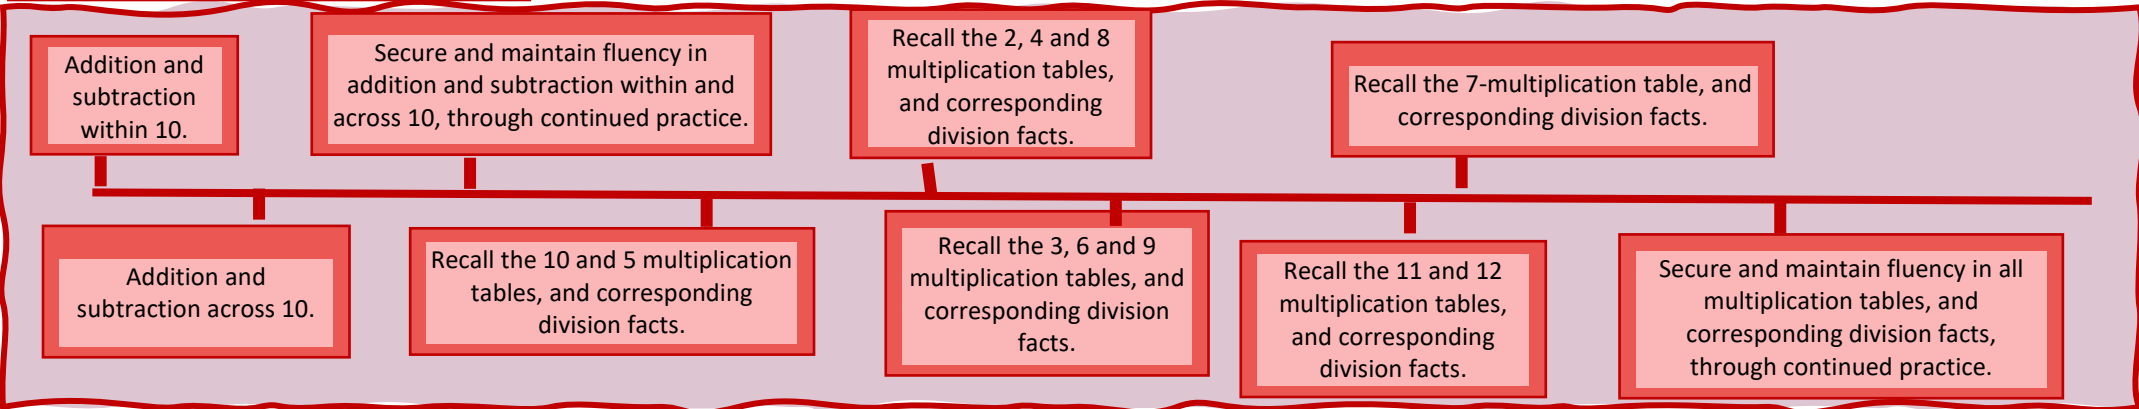 Addition and
subtraction
within 10.
Addition and
subtraction across 10.
Secure and maintain fluency in
addition and subtraction within and
across 10, through continued practice.
Recall the 10 and 5 multiplication
tables, and corresponding
division facts.
Recall the 2, 4 and 8
multiplication tables,
and corresponding
division facts.
Recall the 3, 6 and 9
multiplication tables, and
corresponding division
facts.
Recall the 11 and 12
multiplication tables,
and corresponding
division facts.
Recall the 7-multiplication table, and
corresponding division facts.
Secure and maintain fluency in all
multiplication tables, and
corresponding division facts,
through continued practice.